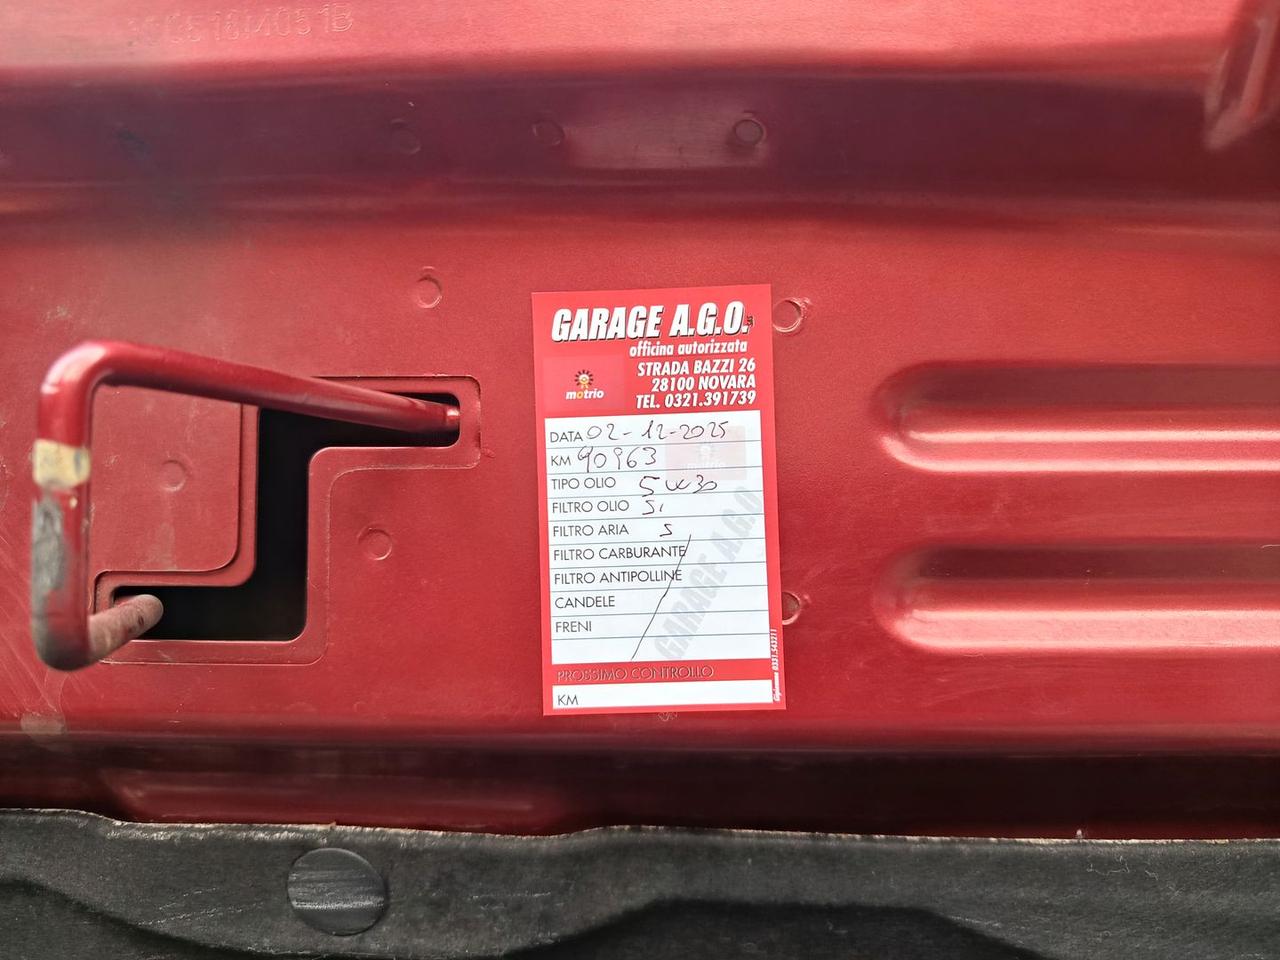 GARAGE A.G.O.
officina autorizzata
STRADA BAZZI 26
28100 NOVARA
TEL. 0321.391739
motrio
DATA 02-12-2025
KM 90963
TIPO OLIO 5W30
FILTRO OLIO Si
FILTRO ARIA S
FILTRO CARBURANTE
FILTRO ANTIPOLLINE
CANDELE
FRENI
GARAGE A.G.O
PROSSIMO CONTROLLO
KM